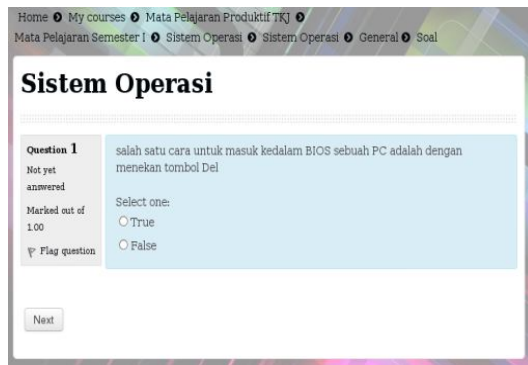 Home My courses Mata Pelajaran Produktif TKJ
Mata Pelajaran Semester I Sistem Operasi Sistem Operasi General Soal
Sistem Operasi
Question 1
Not yet
answered
Marked out of
1.00
Flag question
salah satu cara untuk masuk kedalam BIOS sebuah PC adalah dengan
menekan tombol Del
Select one:
True
False
Next